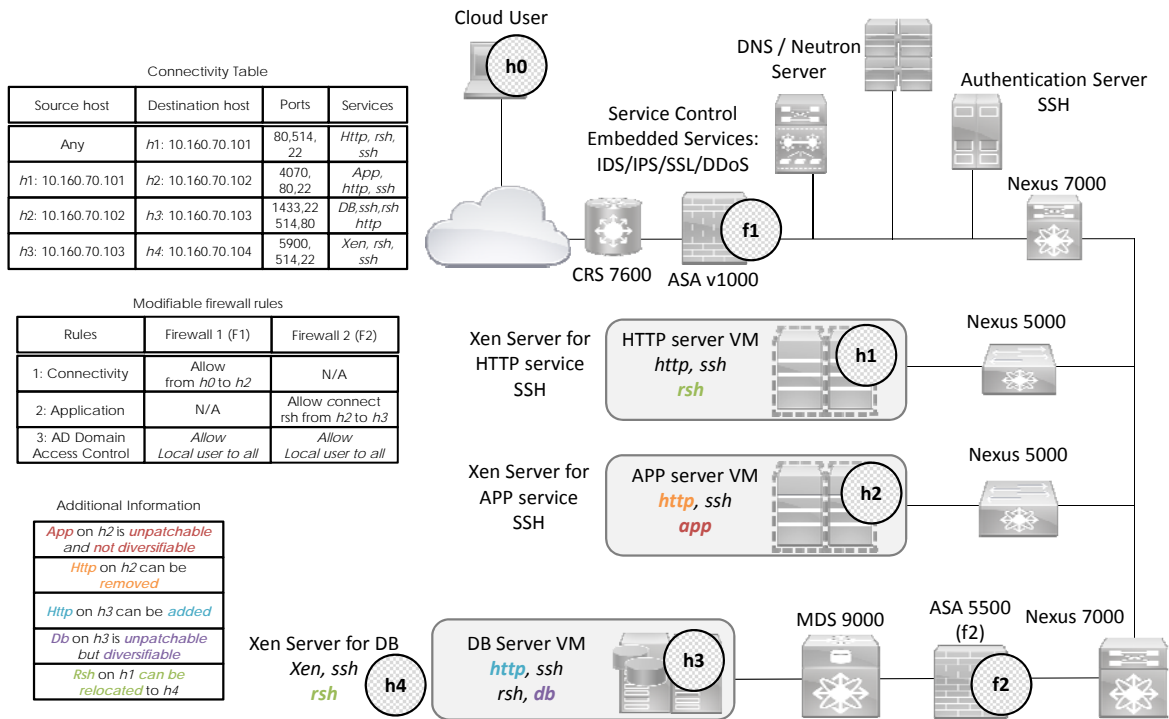 Cloud User
h0
DNS / Neutron
Server
Authentication Server
SSH
Service Control
Embedded Services:
IDS/IPS/SSL/DDoS
Nexus 7000
f1
CRS 7600
ASA v1000
Connectivity Table
Source host
Destination host
Ports
Services
Any
h1: 10.160.70.101
80,514,
22
Http, rsh,
ssh
h1: 10.160.70.101
h2: 10.160.70.102
4070,
80,22
App,
http, ssh
h2: 10.160.70.102
h3: 10.160.70.103
1433,22
514,80
DB,ssh,rsh
http
h3: 10.160.70.103
h4: 10.160.70.104
5900,
514,22
Xen, rsh,
ssh
Modifiable firewall rules
Rules
Firewall 1 (F1)
Firewall 2 (F2)
1: Connectivity
Allow
from h0 to h2
N/A
2: Application
N/A
Allow connect
rsh from h2 to h3
3: AD Domain
Access Control
Allow
Local user to all
Allow
Local user to all
Xen Server for
HTTP service
SSH
HTTP server VM
http, ssh
rsh
h1
Nexus 5000
Xen Server for
APP service
SSH
APP server VM
http, ssh
app
h2
Nexus 5000
Additional Information
App on h2 is unpatchable
and not diversifiable
Http on h2 can be
removed
Http on h3 can be added
Db on h3 is unpatchable
but diversifiable
Rsh on h1 can be
relocated to h4
Xen Server for DB
Xen, ssh
rsh
h4
DB Server VM
http, ssh
rsh, db
h3
MDS 9000
ASA 5500
(f2)
f2
Nexus 7000